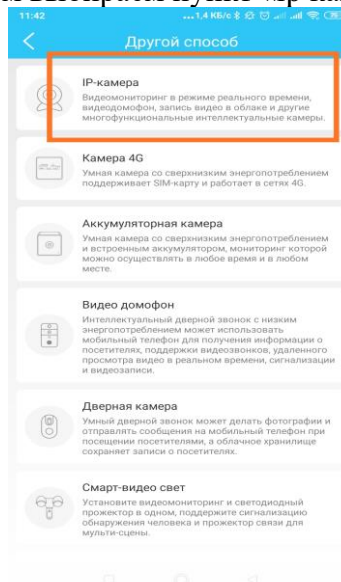 11:42
...1,4 КБ/с
Другой способ
IP-камера
Видеомониторинг в режиме реального времени,
видеодомофон, запись видео в облаке и другие
многофункциональные интеллектуальные камеры.
Камера 4G
Умная камера со сверхнизким энергопотреблением
поддерживает SIM-карту и работает в сетях 4G.
Аккумуляторная камера
Умная камера со сверхнизким энергопотреблением
и встроенным аккумулятором, мониторинг которой
можно осуществлять в любое время и в любом
месте.
Видео домофон
Интеллектуальный дверной звонок с низким
энергопотреблением может использовать
мобильный телефон для получения информации о
посетителях, поддержки видеозвонков, удаленного
просмотра видео в реальном времени, сигнализации
и видеозаписи.
Дверная камера
Умный дверной звонок может делать фотографии и
отправлять сообщения на мобильный телефон при
посещении посетителями, а облачное хранилище
сохраняет записи о посетителях.
Смарт-видео свет
Установите видеомониторинг и светодиодный
прожектор в одном, поддержите сигнализацию
обнаружения человека и прожектор связи для
мульти-сцены.